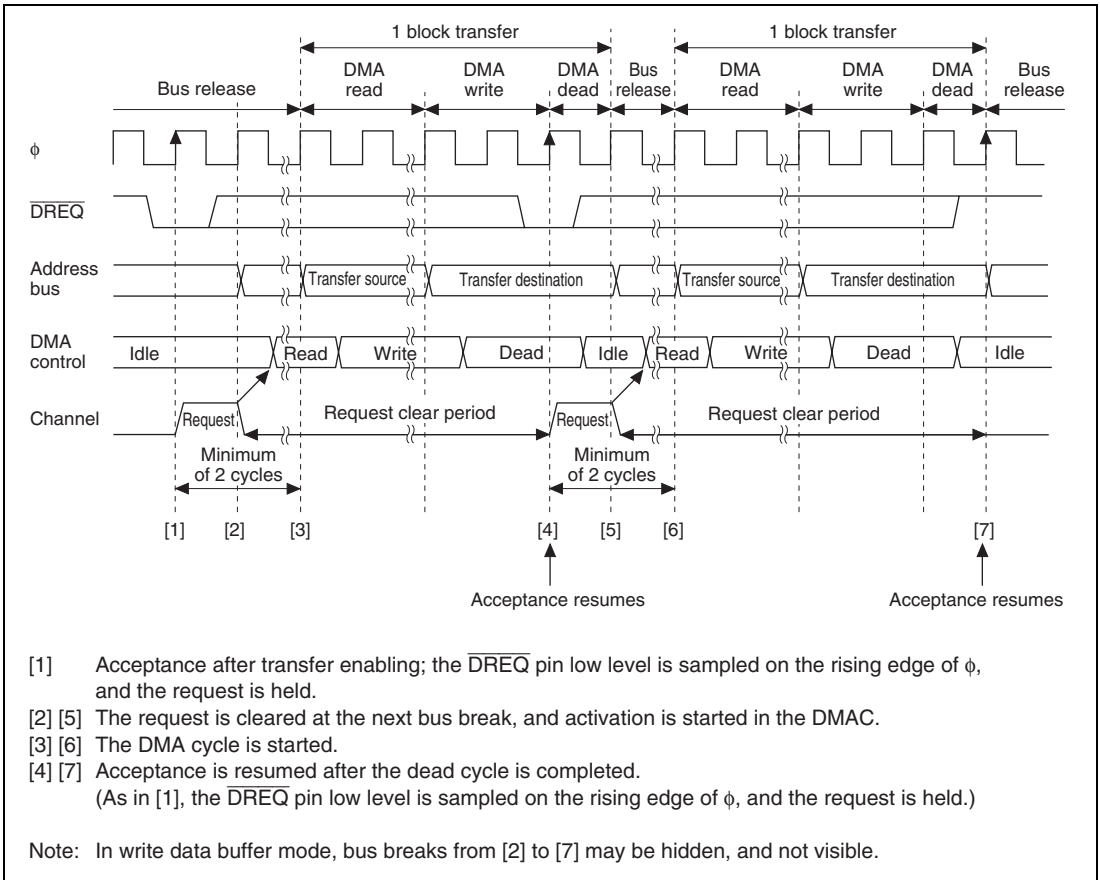 1 block transfer 1 block transfer
Bus release DMA read DMA write DMA dead Bus release DMA read DMA write DMA dead Bus release
φ
DREQ
Address bus Transfer source Transfer destination Transfer source Transfer destination
DMA control Idle Read Write Dead Idle Read Write Dead Idle
Channel Request Request clear period Request Request clear period
Minimum of 2 cycles Minimum of 2 cycles
[1] [2] [3] [4] [5] [6] [7]
Acceptance resumes Acceptance resumes
[1] Acceptance after transfer enabling; the DREQ pin low level is sampled on the rising edge of φ,
and the request is held.
[2] [5] The request is cleared at the next bus break, and activation is started in the DMAC.
[3] [6] The DMA cycle is started.
[4] [7] Acceptance is resumed after the dead cycle is completed.
(As in [1], the DREQ pin low level is sampled on the rising edge of φ, and the request is held.)
Note: In write data buffer mode, bus breaks from [2] to [7] may be hidden, and not visible.